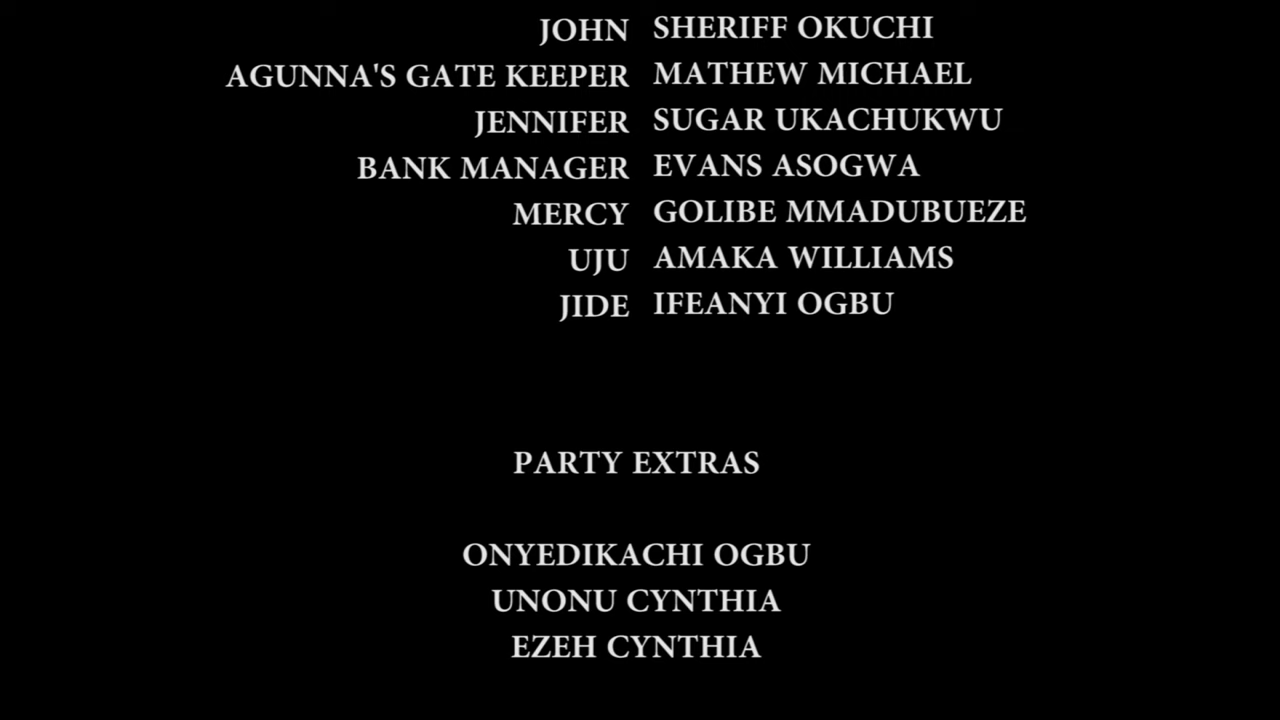 JOHN SHERIFF OKUCHI
AGUNNA'S GATE KEEPER MATHEW MICHAEL
JENNIFER SUGAR UKACHUKWU
BANK MANAGER EVANS ASOGWA
MERCY GOLIBE MMADUBUEZE
UJU AMAKA WILLIAMS
JIDE IFEANYI OGBU
PARTY EXTRAS
ONYEDIKACHI OGBU
UNONU CYNTHIA
EZEH CYNTHIA